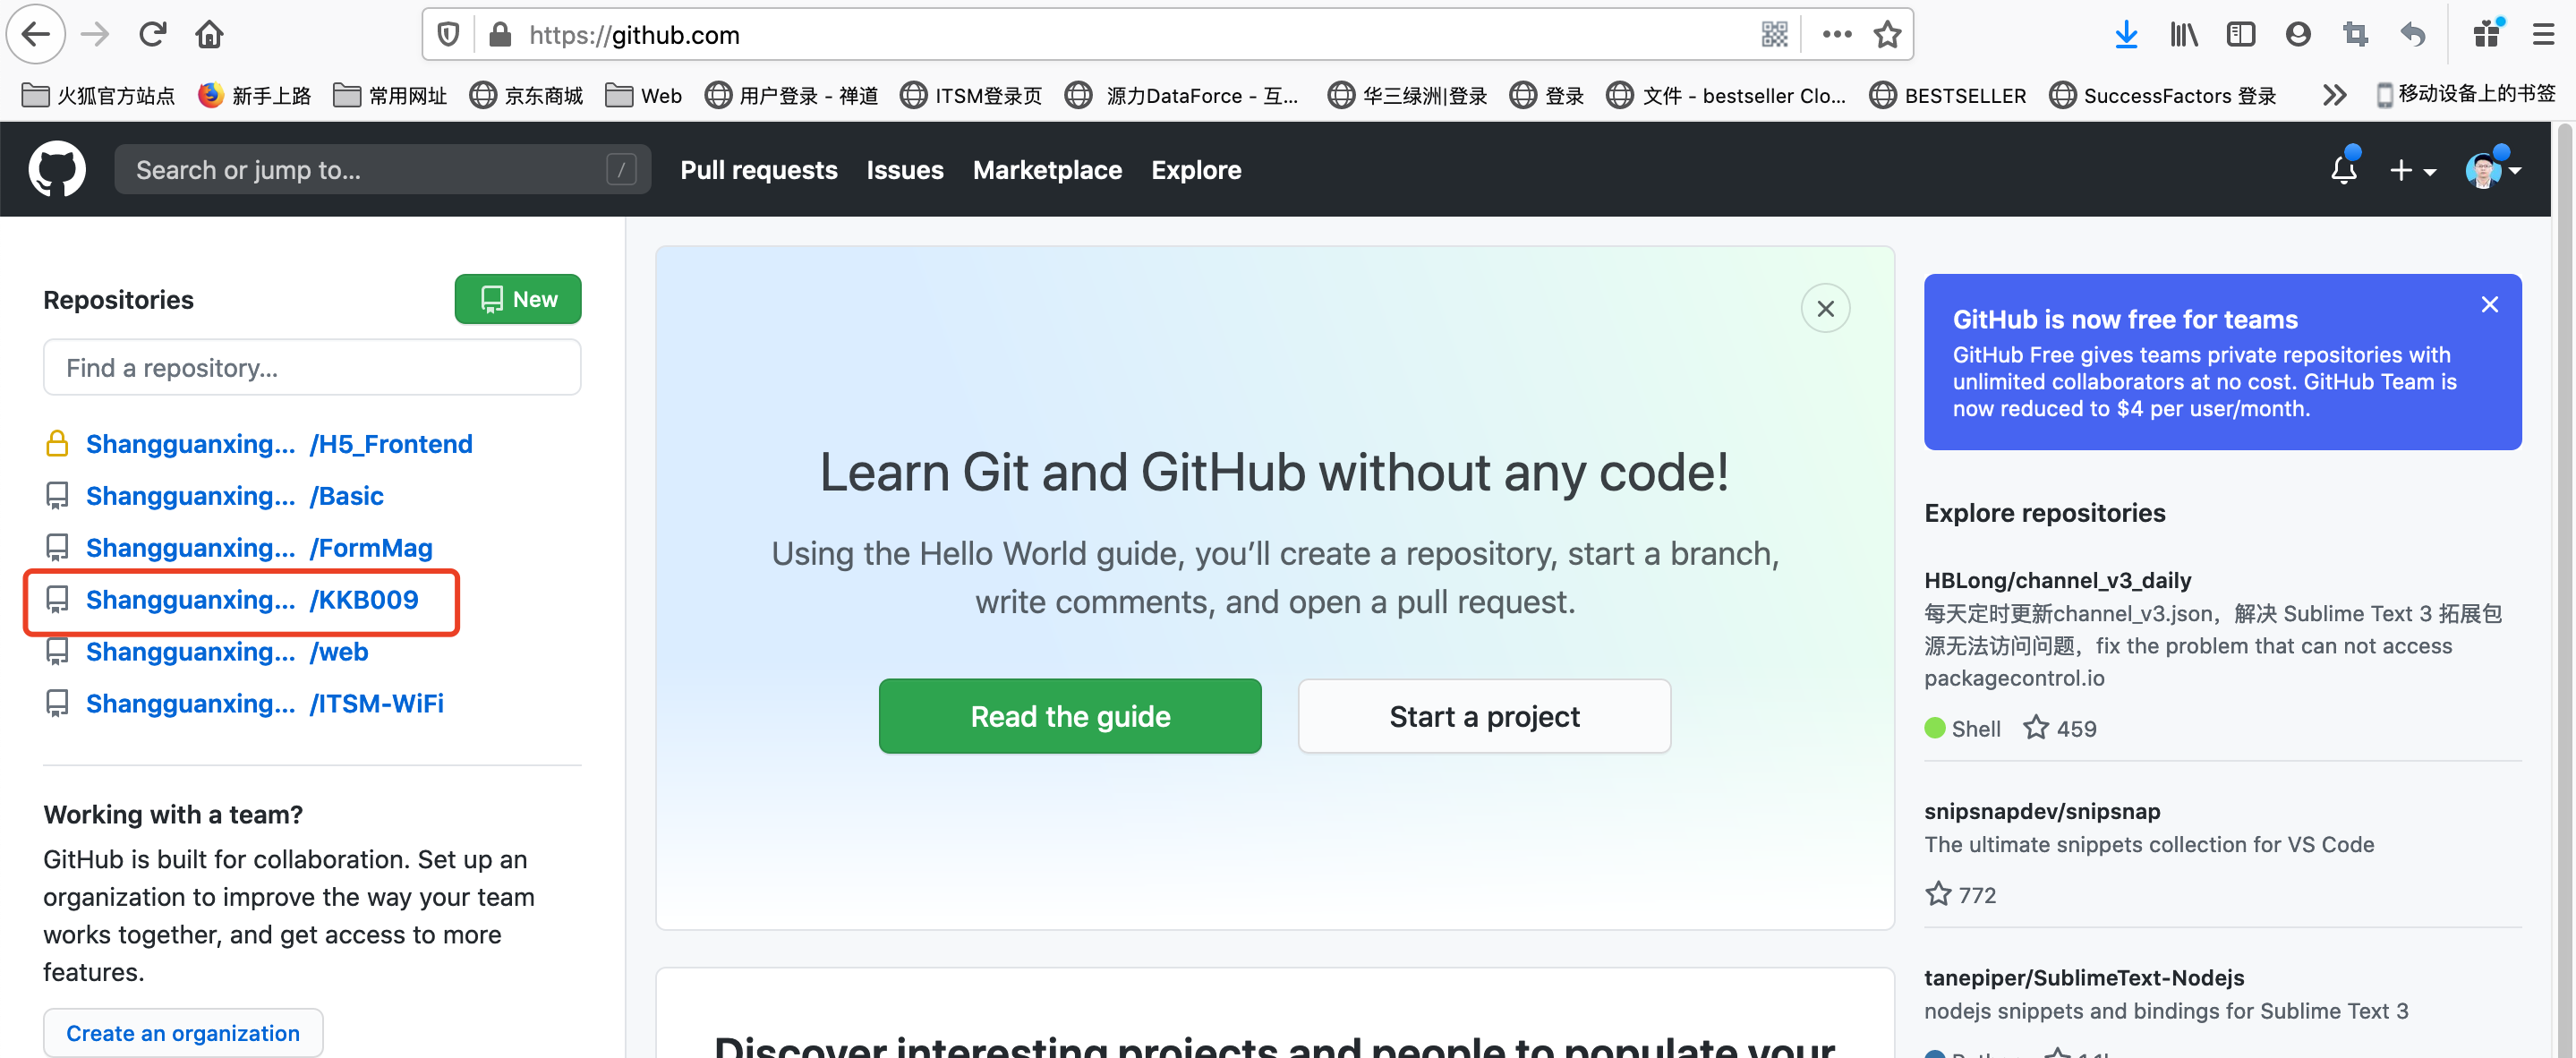 https://github.com
火狐官方站点 新手上路 常用网址 京东商城 Web 用户登录 - 禅道 ITSM登录页 源力DataForce - 互... 华三绿洲|登录 登录 文件 - bestseller Clo... BESTSELLER SuccessFactors 登录 移动设备上的书签
Search or jump to... / Pull requests Issues Marketplace Explore
Repositories New
Find a repository...
Shangguanxing... /H5_Frontend
Shangguanxing... /Basic
Shangguanxing... /FormMag
Shangguanxing... /KKB009
Shangguanxing... /web
Shangguanxing... /ITSM-WiFi
Working with a team?
GitHub is built for collaboration. Set up an
organization to improve the way your team
works together, and get access to more
features.
Create an organization
Learn Git and GitHub without any code!
Using the Hello World guide, you’ll create a repository, start a branch,
write comments, and open a pull request.
Read the guide Start a project
Discover interesting projects and people to populate your
GitHub is now free for teams
GitHub Free gives teams private repositories with
unlimited collaborators at no cost. GitHub Team is
now reduced to $4 per user/month.
Explore repositories
HBLong/channel_v3_daily
每天定时更新channel_v3.json，解决 Sublime Text 3 拓展包
源无法访问问题，fix the problem that can not access
packagecontrol.io
Shell 459
snipsnapdev/snipsnap
The ultimate snippets collection for VS Code
772
tanepiper/SublimeText-Nodejs
nodejs snippets and bindings for Sublime Text 3